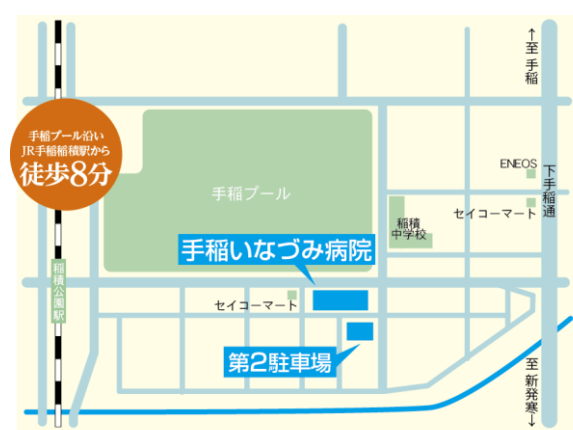 ←至 手稲
手稲プール沿い
JR手稲稲積駅から
徒歩8分
ENEOS
下手稲通
手稲プール
セイコーマート
稲積
中学校
手稲いなづみ病院
稲積公園駅
セイコーマート
第2駐車場
至 新発寒→